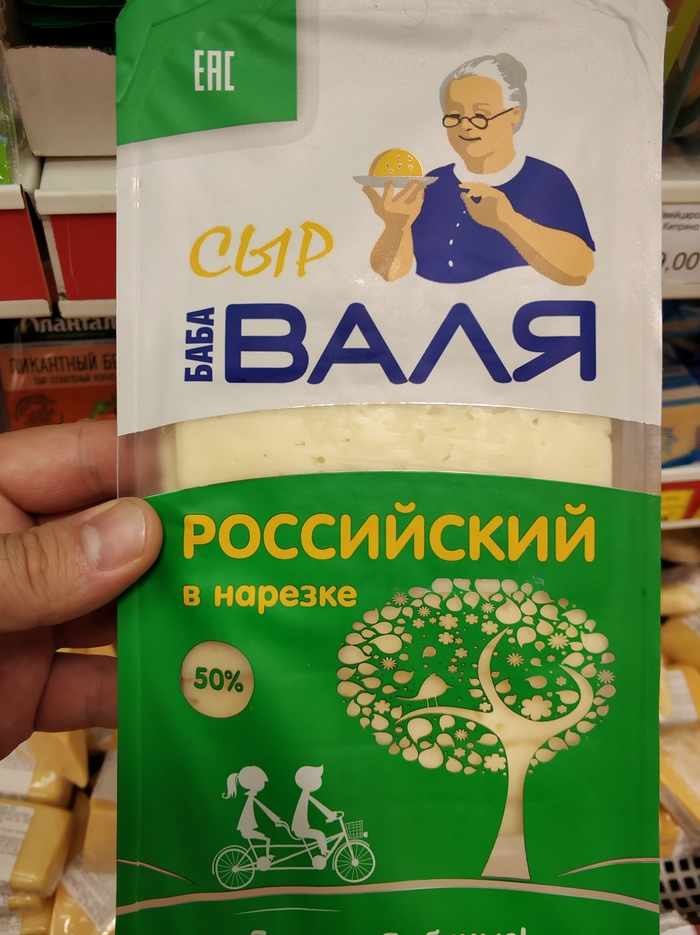 ЕАС
СЫР
БАБА
ВАЛЯ
РОССИЙСКИЙ
в нарезке
50%
ПИКАНТНЫЙ